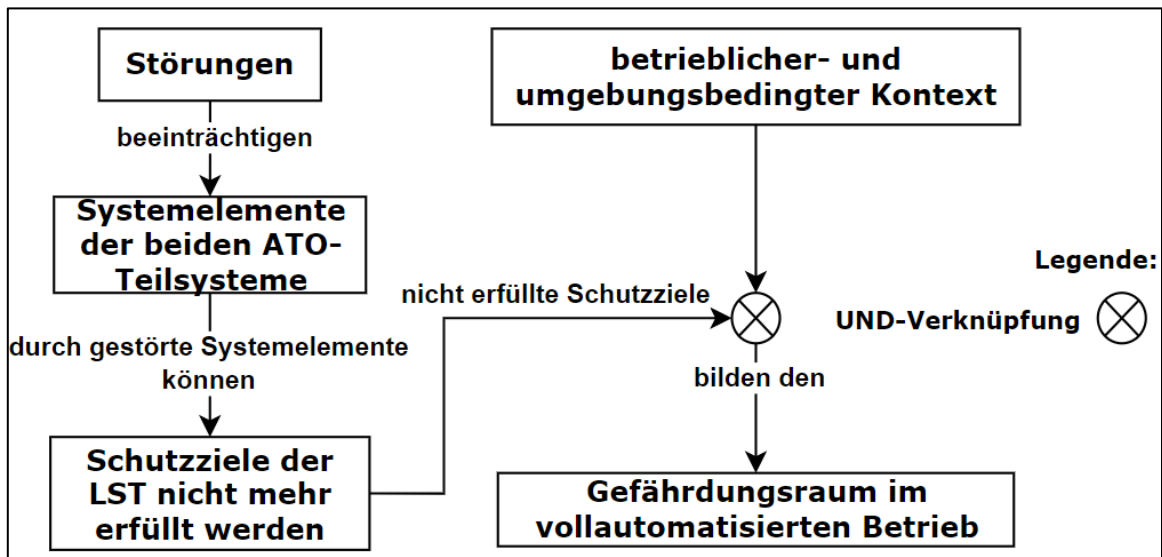 Störungen
beeinträchtigen
Systemelemente
der beiden ATO-
Teilsysteme
durch gestörte Systemelemente
können
Schutzziele der
LST nicht mehr
erfüllt werden
nicht erfüllte Schutzziele
betrieblicher- und
umgebungsbedingter Kontext
bilden den
Gefährdungsraum im
vollautomatisierten Betrieb
Legende:
UND-Verknüpfung